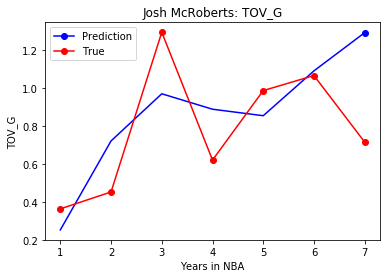 Josh McRoberts: TOV_G
Prediction
True
TOV_G
1.2
1.0
0.8
0.6
0.4
0.2
1 2 3 4 5 6 7
Years in NBA